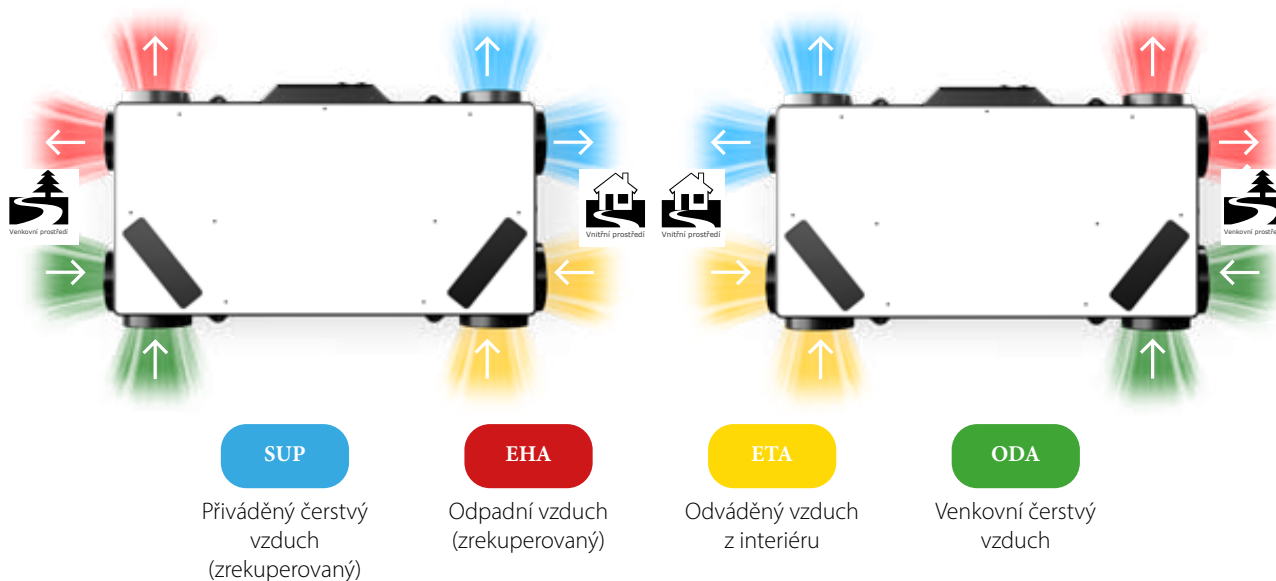 Venkovní prostředí
Vnitřní prostředí
Vnitřní prostředí
Venkovní prostře
SUP
EHA
ETA
ODA
Přiváděný čerstvý
vzduch
(zrekuperovaný)
Odpadní vzduch
(zrekuperovaný)
Odváděný vzduch
z interiéru
Venkovní čerstvý
vzduch